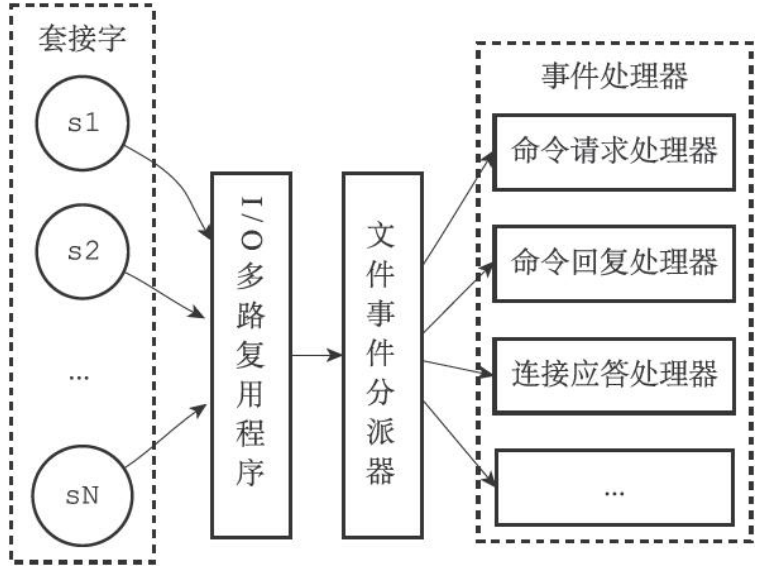 套接字
s1
s2
...
sN
I/O多路复用程序
文件事件分派器
事件处理器
命令请求处理器
命令回复处理器
连接应答处理器
...